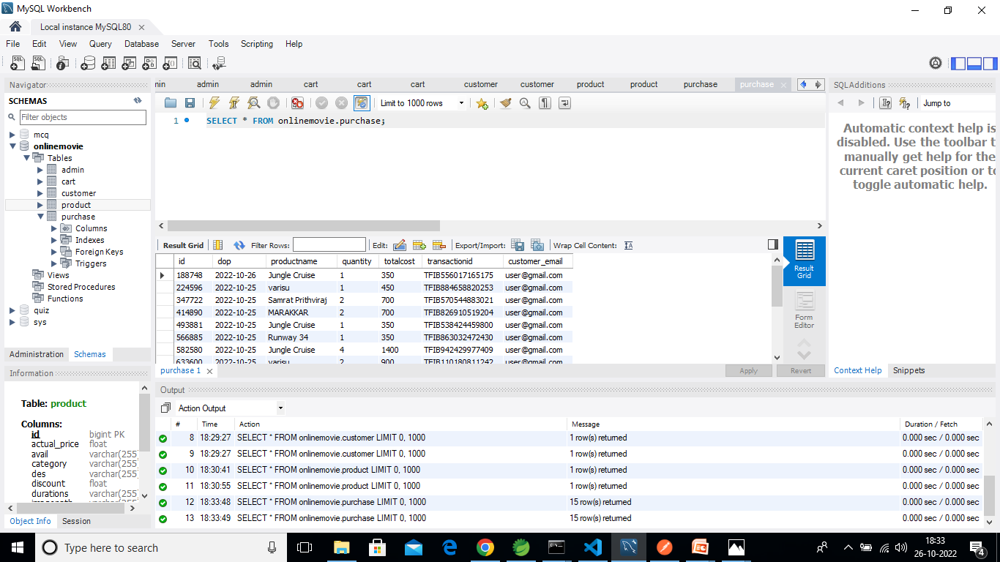 MySQL Workbench
Local instance MySQL80
File Edit View Query Database Server Tools Scripting Help
Navigator
SCHEMAS
Filter objects
mcq
onlinemovie
Tables
admin
cart
customer
product
purchase
Columns
Indexes
Foreign Keys
Triggers
Views
Stored Procedures
Functions
quiz
sys
Administration Schemas
Information
Table: product
Columns:
id bigint PK
actual_price float
avail varchar(255)
category varchar(255)
des varchar(255)
discount float
durations varchar(255)
Object Info Session
admin admin cart cart cart customer customer product product purchase purchase
Limit to 1000 rows
1 SELECT * FROM onlinemovie.purchase;
Result Grid Filter Rows: Edit: Export/Import: Wrap Cell Content:
id dop productname quantity totalcost transactionid customer_email
188748 2022-10-26 Jungle Cruise 1 350 TFIB556017165175 user@gmail.com
224596 2022-10-25 varisu 1 450 TFIB884658820253 user@gmail.com
347722 2022-10-25 Samrat Prithviraj 2 700 TFIB570544883021 user@gmail.com
414890 2022-10-25 MARAKKAR 2 700 TFIB826910519204 user@gmail.com
493881 2022-10-25 Jungle Cruise 1 350 TFIB538424459800 user@gmail.com
566885 2022-10-25 Runway 34 1 350 TFIB863032472430 user@gmail.com
582580 2022-10-25 Jungle Cruise 4 1400 TFIB942429977409 user@gmail.com
633600 2022-10-25 varisu 2 900 TFIB110180811242 user@gmail.com
Result
Grid
Form
Editor
purchase 1 Apply Revert
SQLAdditions
Jump to
Automatic context help is
disabled. Use the toolbar t
manually get help for the
current caret position or to
toggle automatic help.
Context Help Snippets
Output
Action Output
# Time Action Message Duration / Fetch
8 18:29:27 SELECT * FROM onlinemovie.customer LIMIT 0, 1000 1 row(s) returned 0.000 sec / 0.000 sec
9 18:29:27 SELECT * FROM onlinemovie.customer LIMIT 0, 1000 1 row(s) returned 0.000 sec / 0.000 sec
10 18:30:41 SELECT * FROM onlinemovie.product LIMIT 0, 1000 1 row(s) returned 0.000 sec / 0.000 sec
11 18:30:55 SELECT * FROM onlinemovie.product LIMIT 0, 1000 1 row(s) returned 0.000 sec / 0.000 sec
12 18:33:48 SELECT * FROM onlinemovie.purchase LIMIT 0, 1000 15 row(s) returned 0.000 sec / 0.000 sec
13 18:33:49 SELECT * FROM onlinemovie.purchase LIMIT 0, 1000 15 row(s) returned 0.000 sec / 0.000 sec
Type here to search
18:33
26-10-2022
4